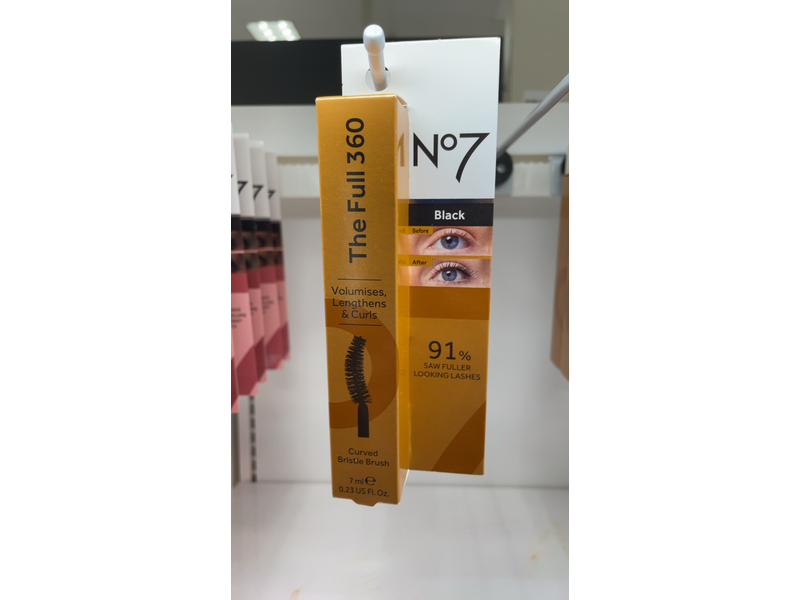 The Full 360
Volumises,
Lengthens
& Curls
Curved
Bristle Brush
7 ml e
0.23 US Fl. Oz.
No7
Black
Before
After
91%
SAW FULLER
LOOKING LASHES